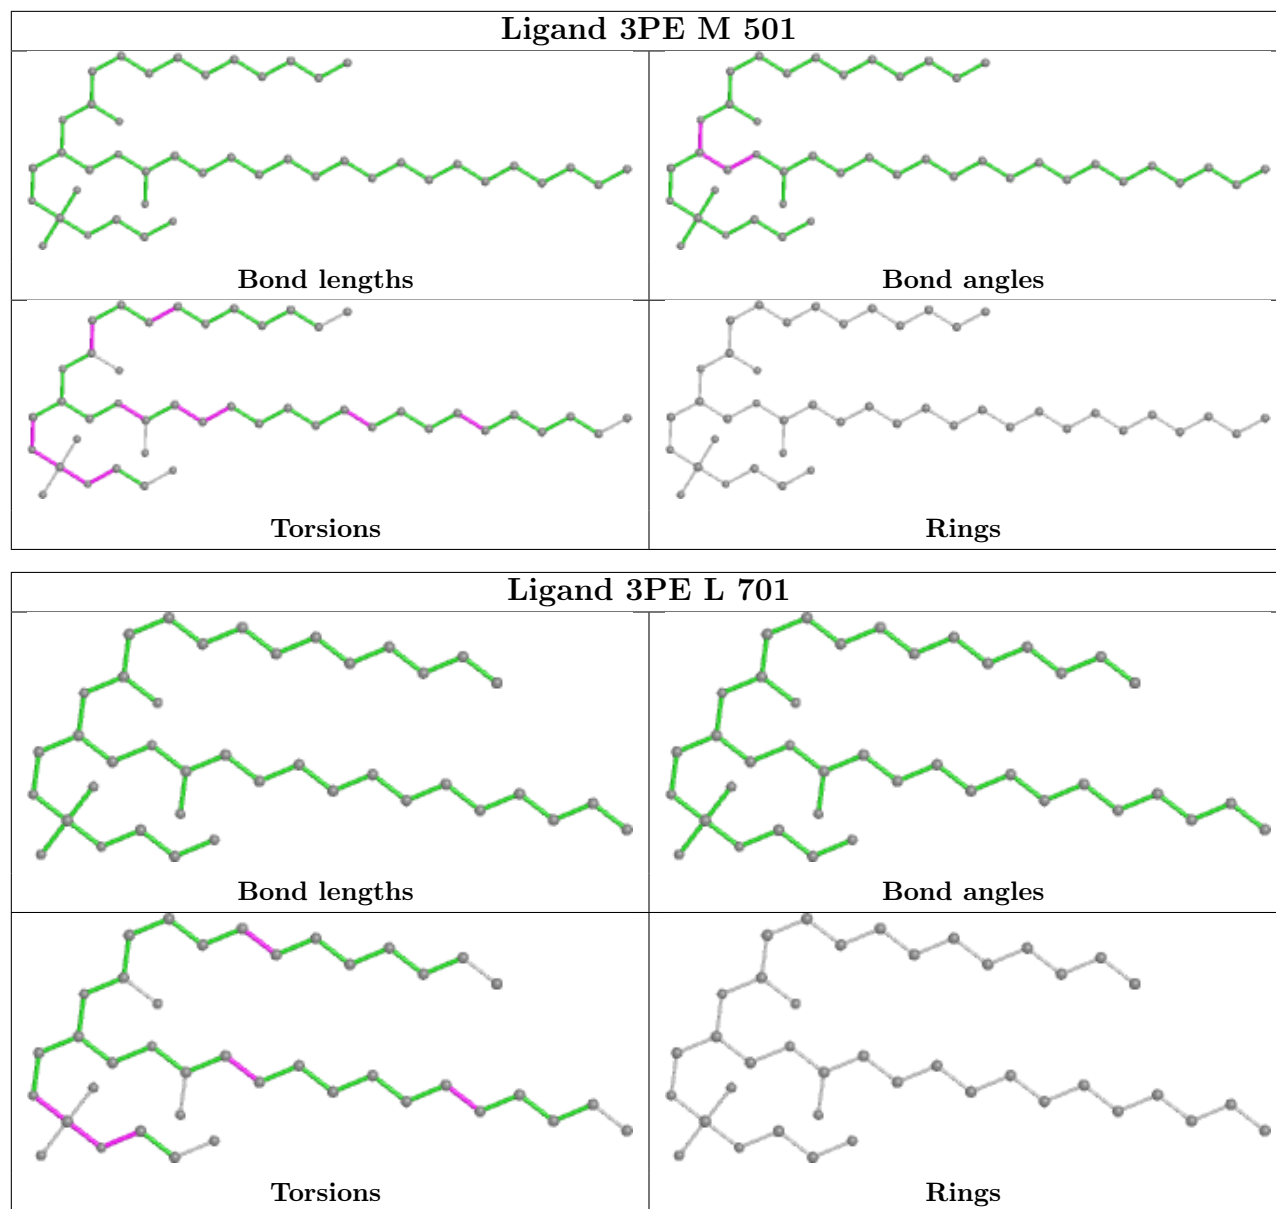 Ligand 3PE M 501
Bond lengths
Bond angles
Torsions
Rings
Ligand 3PE L 701
Bond lengths
Bond angles
Torsions
Rings